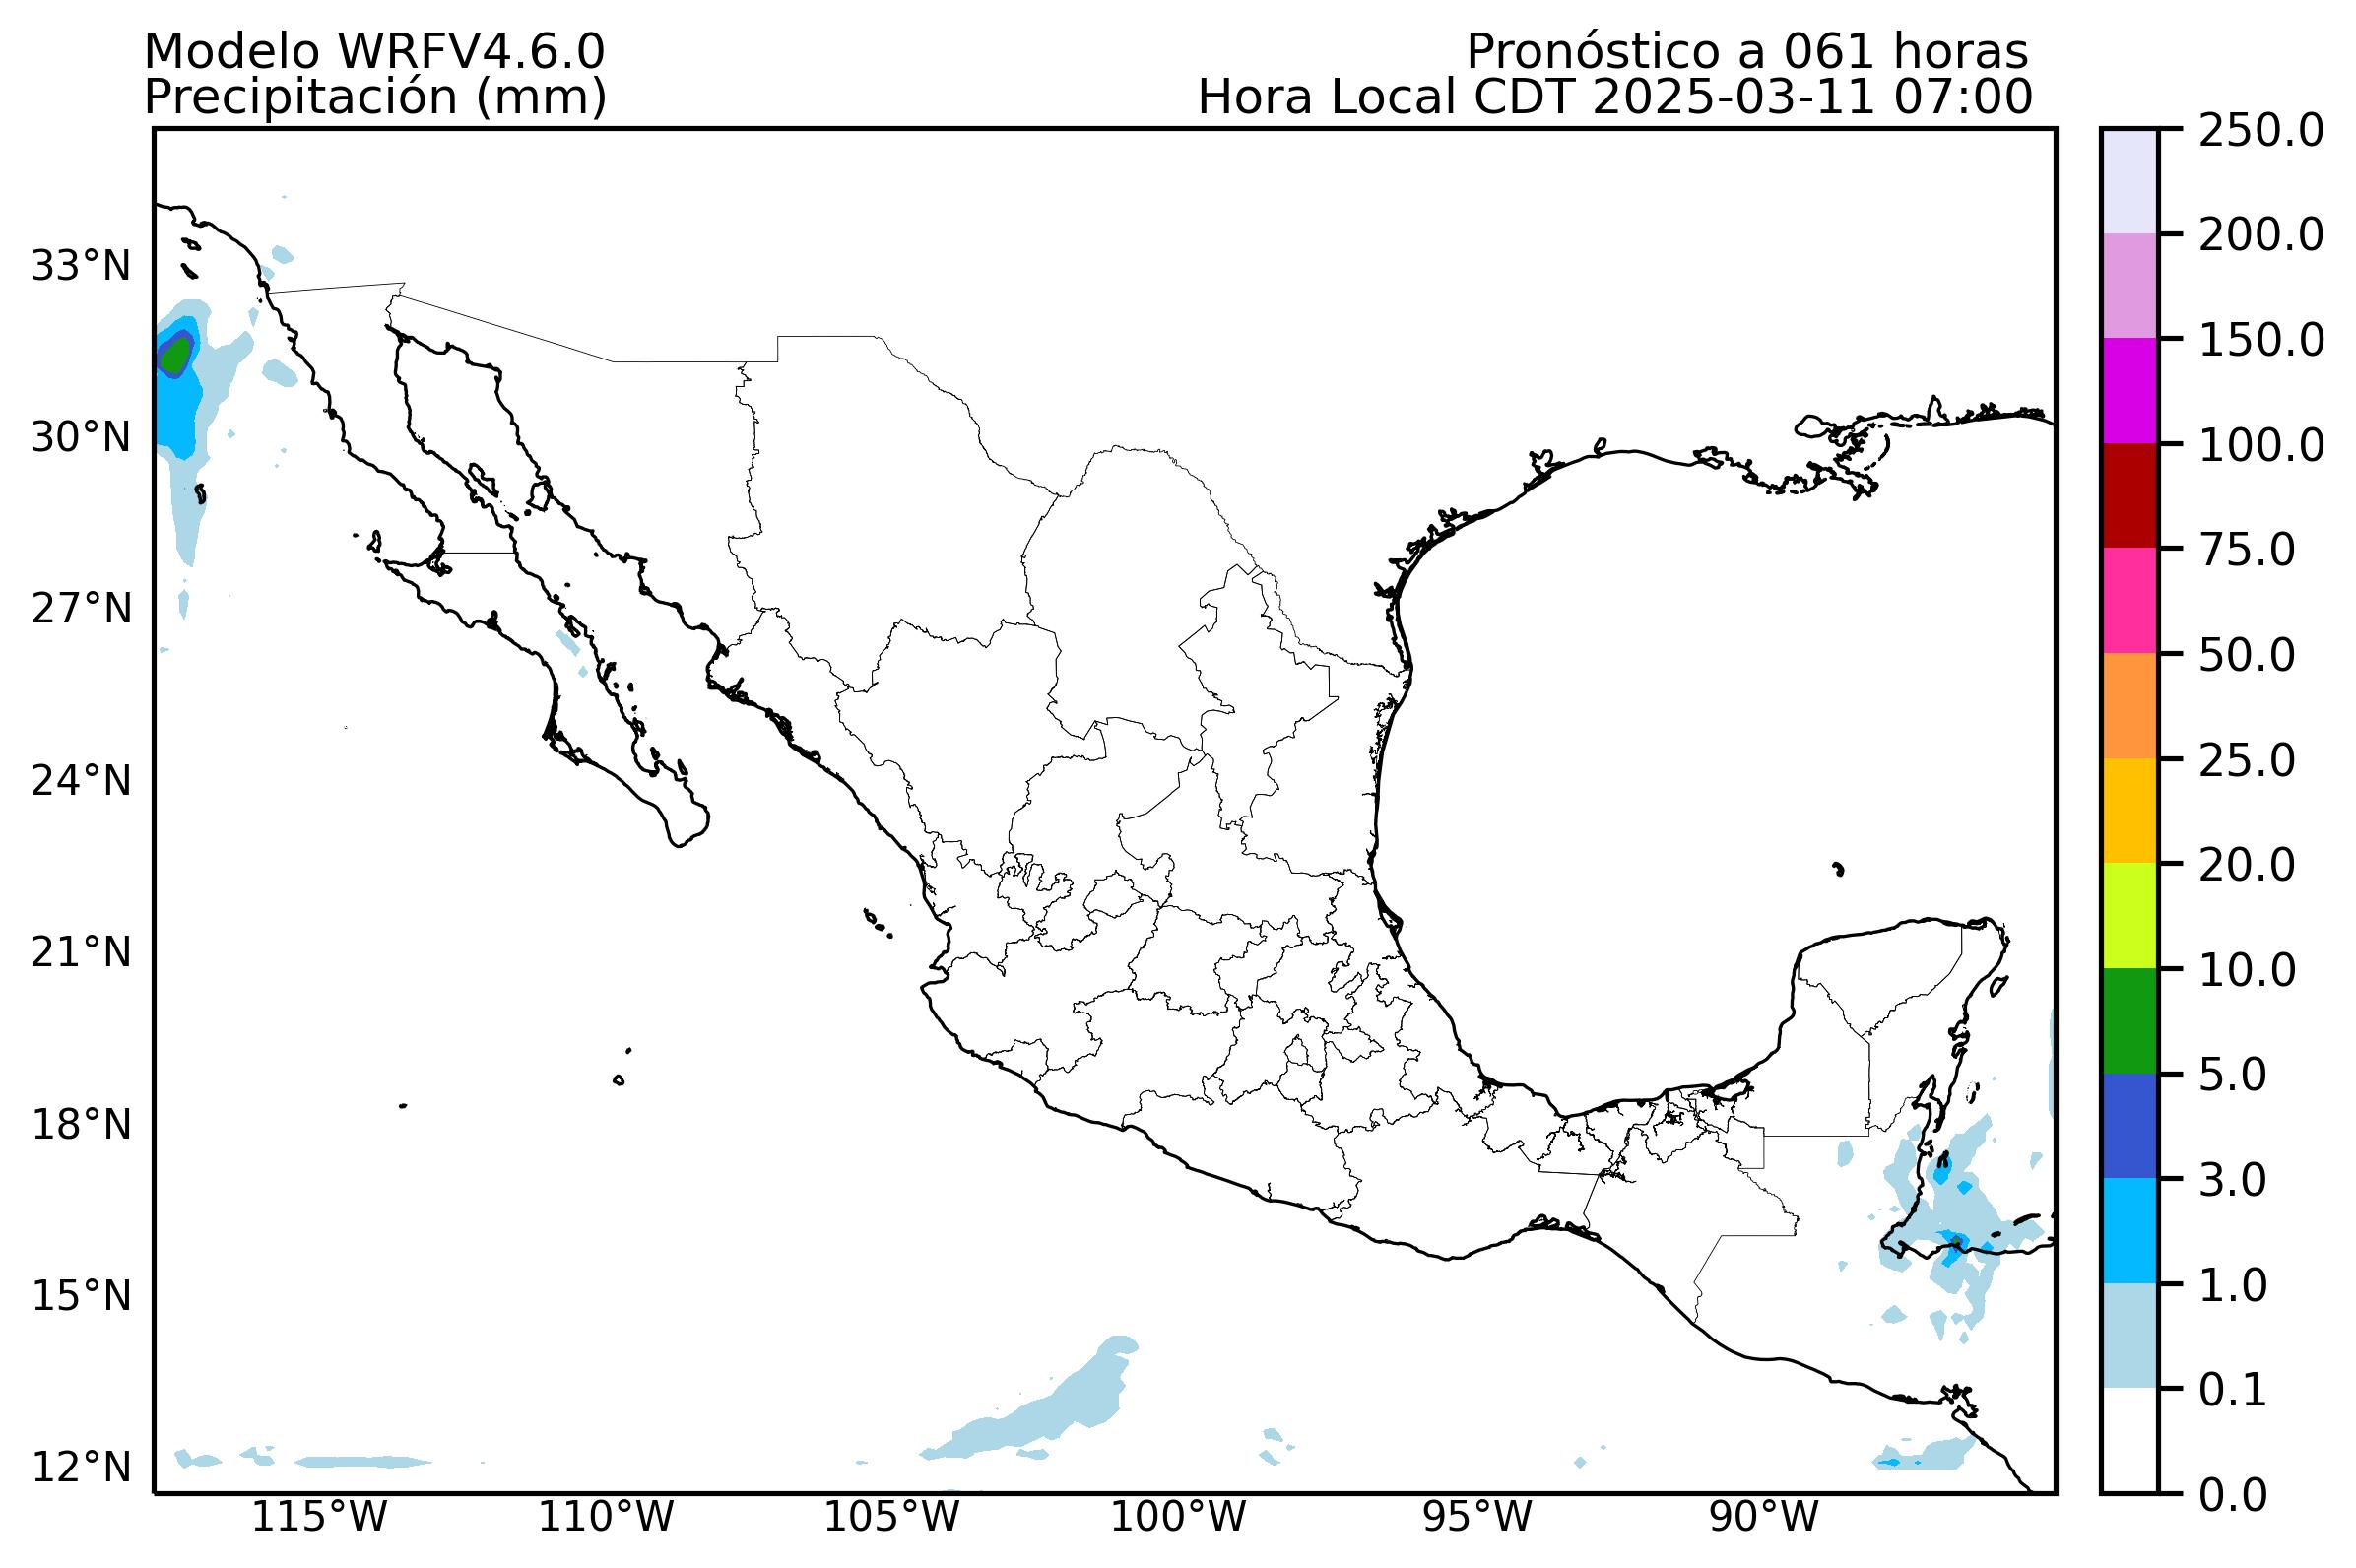 Modelo WRFV4.6.0
Precipitación (mm)
Pronóstico a 061 horas
Hora Local CDT 2025-03-11 07:00
33°N
30°N
27°N
24°N
21°N
18°N
15°N
12°N
115°W
110°W
105°W
100°W
95°W
90°W
250.0
200.0
150.0
100.0
75.0
50.0
25.0
20.0
10.0
5.0
3.0
1.0
0.1
0.0